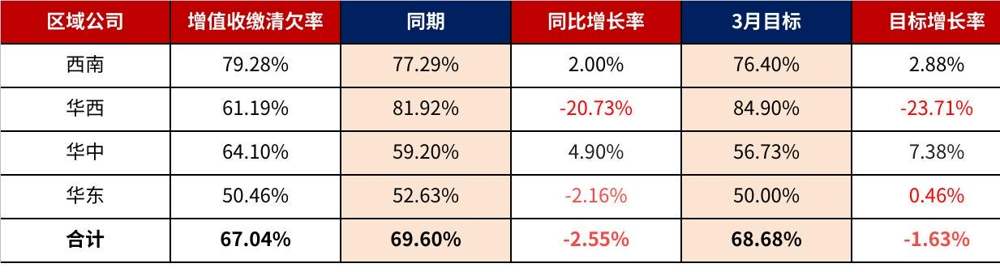 区域公司 增值收缴清欠率 同期 同比增长率 3月目标 目标增长率
西南 79.28% 77.29% 2.00% 76.40% 2.88%
华西 61.19% 81.92% -20.73% 84.90% -23.71%
华中 64.10% 59.20% 4.90% 56.73% 7.38%
华东 50.46% 52.63% -2.16% 50.00% 0.46%
合计 67.04% 69.60% -2.55% 68.68% -1.63%